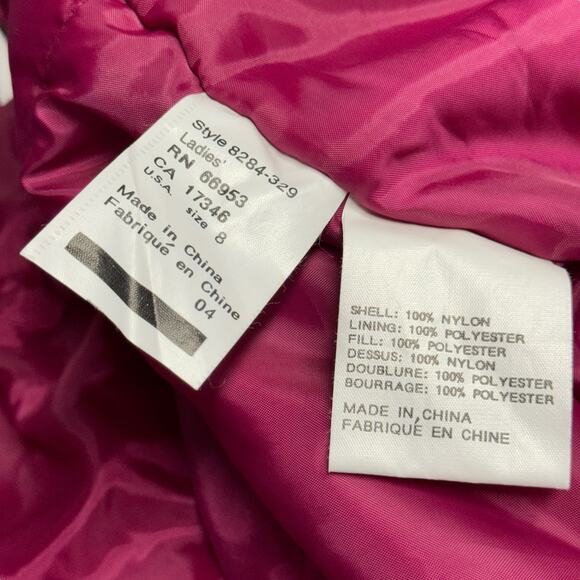 Style 8284-329
Ladies'
RN 66953
CA 17346
U.S.A. size 8
Made in China
Fabriqué en Chine
04
SHELL: 100% NYLON
LINING: 100% POLYESTER
FILL: 100% POLYESTER
DESSUS: 100% NYLON
DOUBLURE: 100% POLYESTER
BOURRAGE: 100% POLYESTER
MADE IN CHINA
FABRIQUÉ EN CHINE